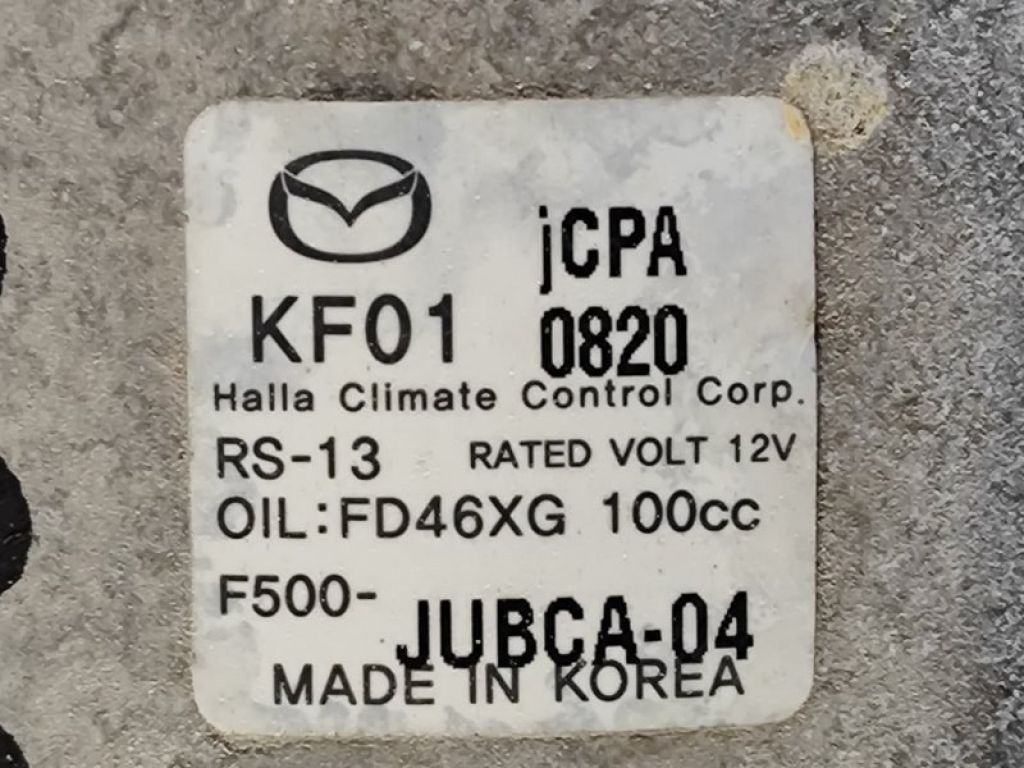 jCPA
KF01 0820
Halla Climate Control Corp.
RS-13 RATED VOLT 12V
OIL:FD46XG 100cc
F500-JUBCA-04
MADE IN KOREA